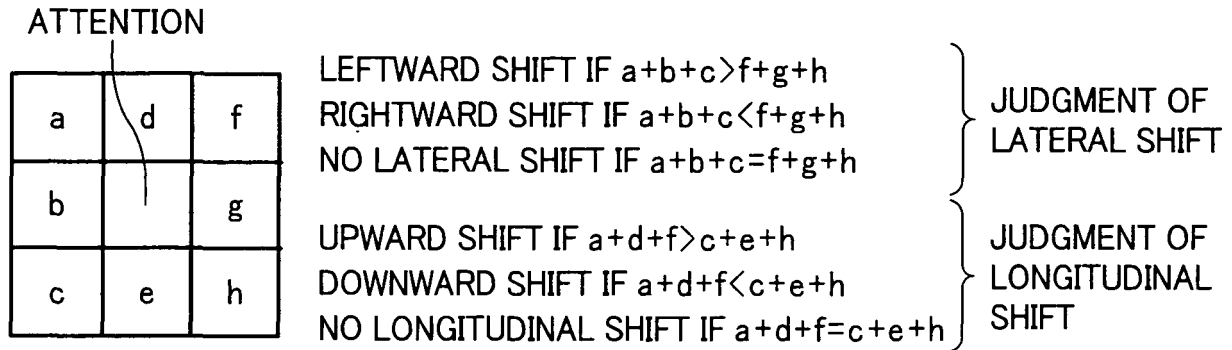 ATTENTION
a d f
b g
c e h
LEFTWARD SHIFT IF a+b+c>f+g+h
RIGHTWARD SHIFT IF a+b+c<f+g+h
NO LATERAL SHIFT IF a+b+c=f+g+h
JUDGMENT OF
LATERAL SHIFT
UPWARD SHIFT IF a+d+f>c+e+h
DOWNWARD SHIFT IF a+d+f<c+e+h
NO LONGITUDINAL SHIFT IF a+d+f=c+e+h
JUDGMENT OF
LONGITUDINAL
SHIFT